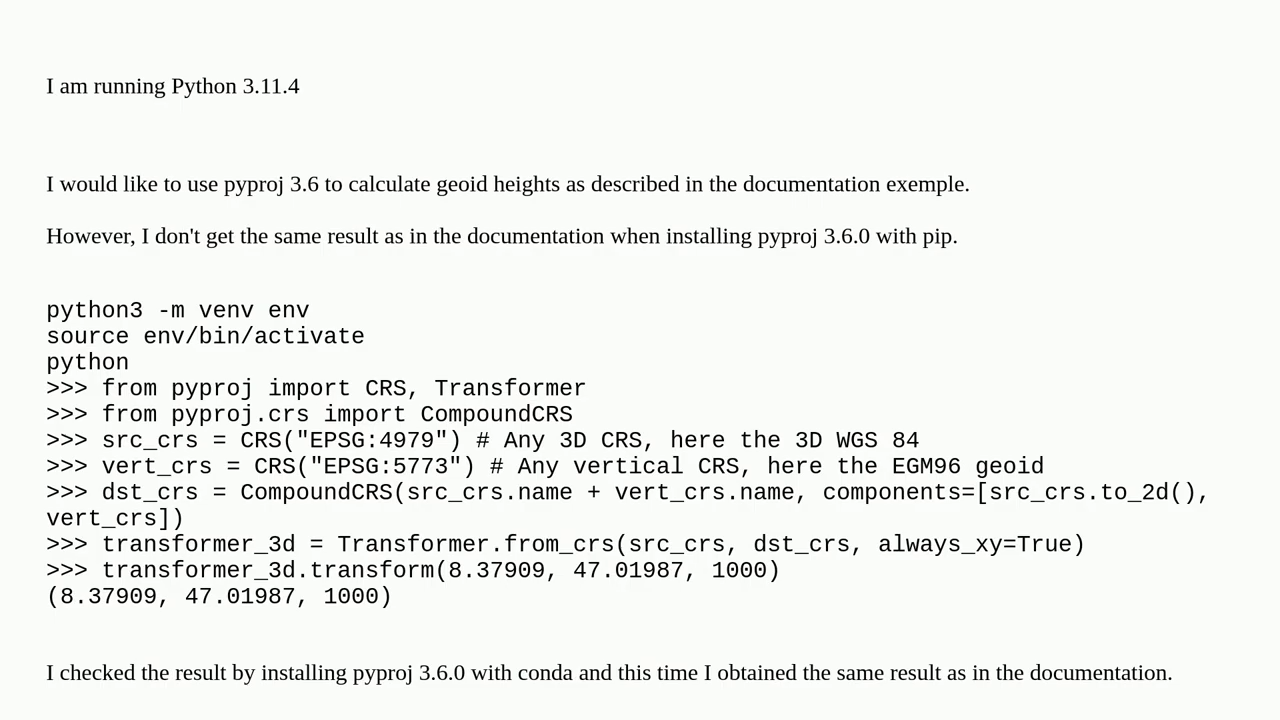 I am running Python 3.11.4
I would like to use pyproj 3.6 to calculate geoid heights as described in the documentation exemple.
However, I don't get the same result as in the documentation when installing pyproj 3.6.0 with pip.
python3 -m venv env
source env/bin/activate
python
>>> from pyproj import CRS, Transformer
>>> from pyproj.crs import CompoundCRS
>>> src_crs = CRS("EPSG:4979") # Any 3D CRS, here the 3D WGS 84
>>> vert_crs = CRS("EPSG:5773") # Any vertical CRS, here the EGM96 geoid
>>> dst_crs = CompoundCRS(src_crs.name + vert_crs.name, components=[src_crs.to_2d(),
vert_crs])
>>> transformer_3d = Transformer.from_crs(src_crs, dst_crs, always_xy=True)
>>> transformer_3d.transform(8.37909, 47.01987, 1000)
(8.37909, 47.01987, 1000)
I checked the result by installing pyproj 3.6.0 with conda and this time I obtained the same result as in the documentation.